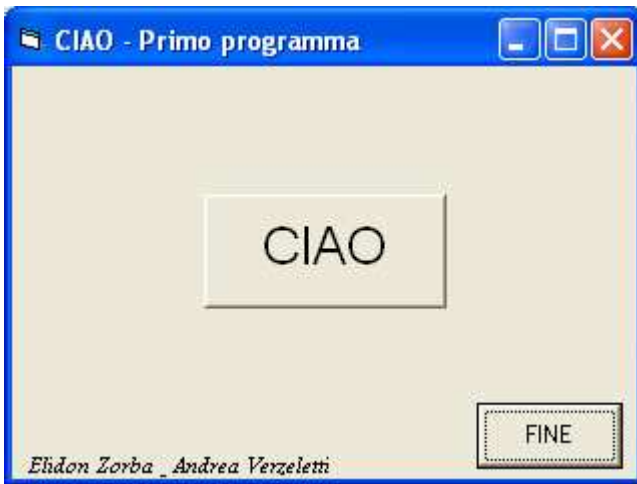 CIAO - Primo programma
CIAO
FINE
Elidon Zorba _ Andrea Verzeletti